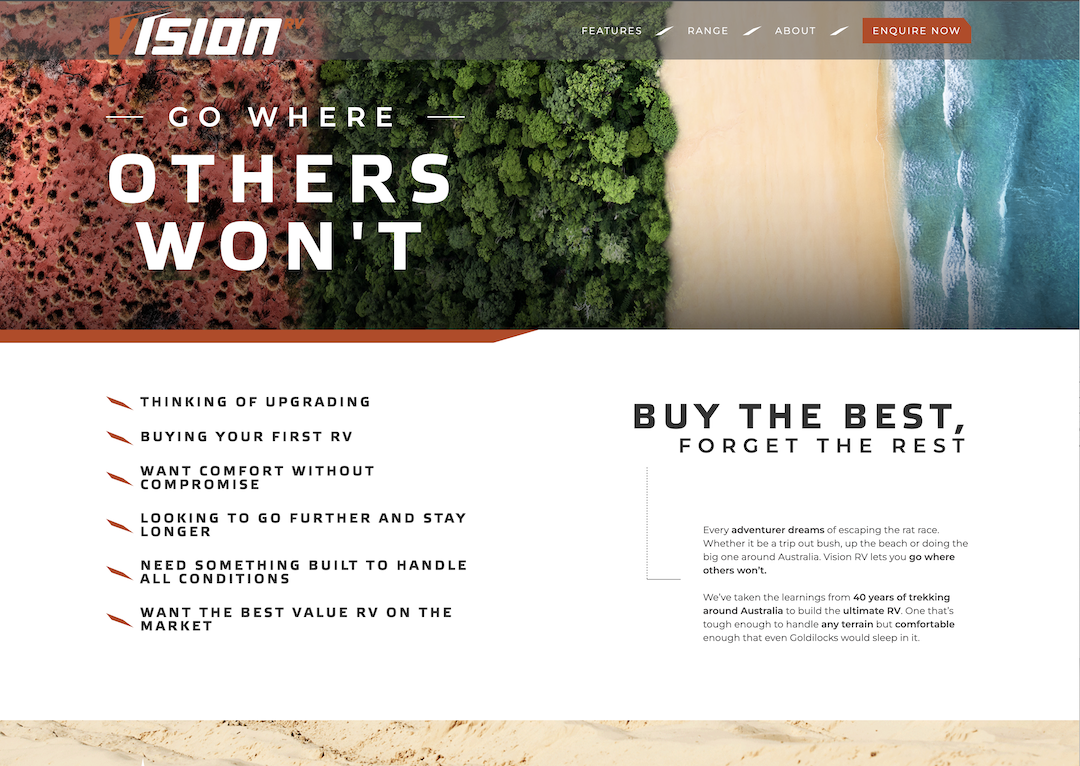 VISION RV
FEATURES
RANGE
ABOUT
ENQUIRE NOW
GO WHERE
OTHERS
WON'T
THINKING OF UPGRADING
BUYING YOUR FIRST RV
WANT COMFORT WITHOUT
COMPROMISE
LOOKING TO GO FURTHER AND STAY
LONGER
NEED SOMETHING BUILT TO HANDLE
ALL CONDITIONS
WANT THE BEST VALUE RV ON THE
MARKET
BUY THE BEST,
FORGET THE REST
Every adventurer dreams of escaping the rat race.
Whether it be a trip out bush, up the beach or doing the
big one around Australia. Vision RV lets you go where
others won’t.
We’ve taken the learnings from 40 years of trekking
around Australia to build the ultimate RV. One that’s
tough enough to handle any terrain but comfortable
enough that even Goldilocks would sleep in it.